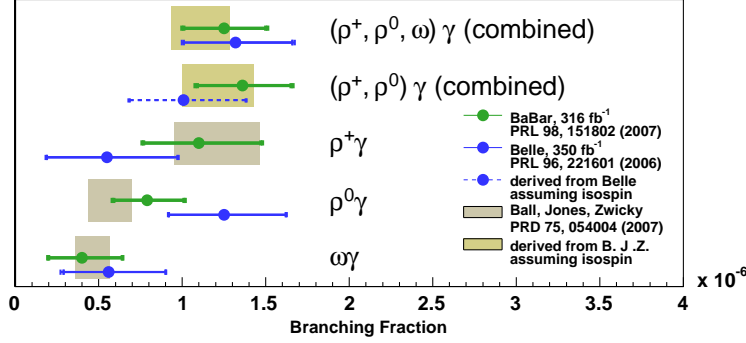 (ρ⁺, ρ⁰, ω) γ (combined)
(ρ⁺, ρ⁰) γ (combined)
ρ⁺γ
ρ⁰γ
ωγ
BaBar, 316 fb⁻¹
PRL 98, 151802 (2007)
Belle, 350 fb⁻¹
PRL 96, 221601 (2006)
derived from Belle
assuming isospin
Ball, Jones, Zwicky
PRD 75, 054004 (2007)
derived from B. J .Z.
assuming isospin
0 0.5 1 1.5 2 2.5 3 3.5 4
x 10⁻⁶
Branching Fraction